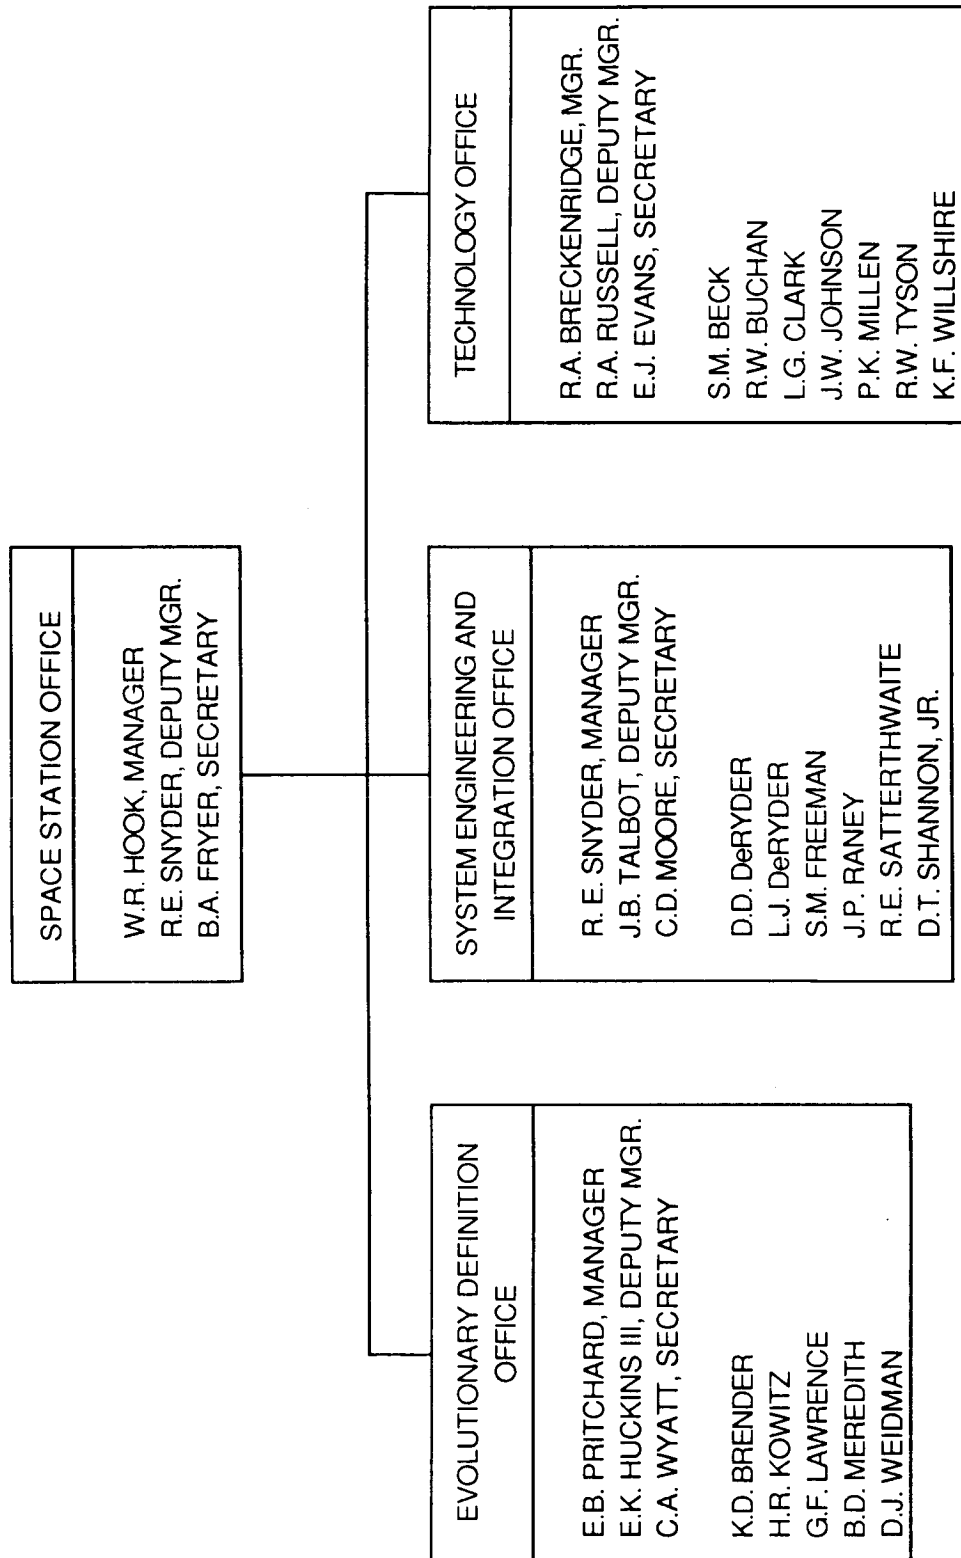 SPACE STATION OFFICE
W.R. HOOK, MANAGER
R.E. SNYDER, DEPUTY MGR.
B.A. FRYER, SECRETARY
EVOLUTIONARY DEFINITION
OFFICE
E.B. PRITCHARD, MANAGER
E.K. HUCKINS III, DEPUTY MGR.
C.A. WYATT, SECRETARY
K.D. BRENDER
H.R. KOWITZ
G.F. LAWRENCE
B.D. MEREDITH
D.J. WEIDMAN
SYSTEM ENGINEERING AND
INTEGRATION OFFICE
R. E. SNYDER, MANAGER
J.B. TALBOT, DEPUTY MGR.
C.D. MOORE, SECRETARY
D.D. DeRYDER
L.J. DeRYDER
S.M. FREEMAN
J.P. RANEY
R.E. SATTERTHWAITE
D.T. SHANNON, JR.
TECHNOLOGY OFFICE
R.A. BRECKENRIDGE, MGR.
R.A. RUSSELL, DEPUTY MGR.
E.J. EVANS, SECRETARY
S.M. BECK
R.W. BUCHAN
L.G. CLARK
J.W. JOHNSON
P.K. MILLEN
R.W. TYSON
K.F. WILLSHIRE